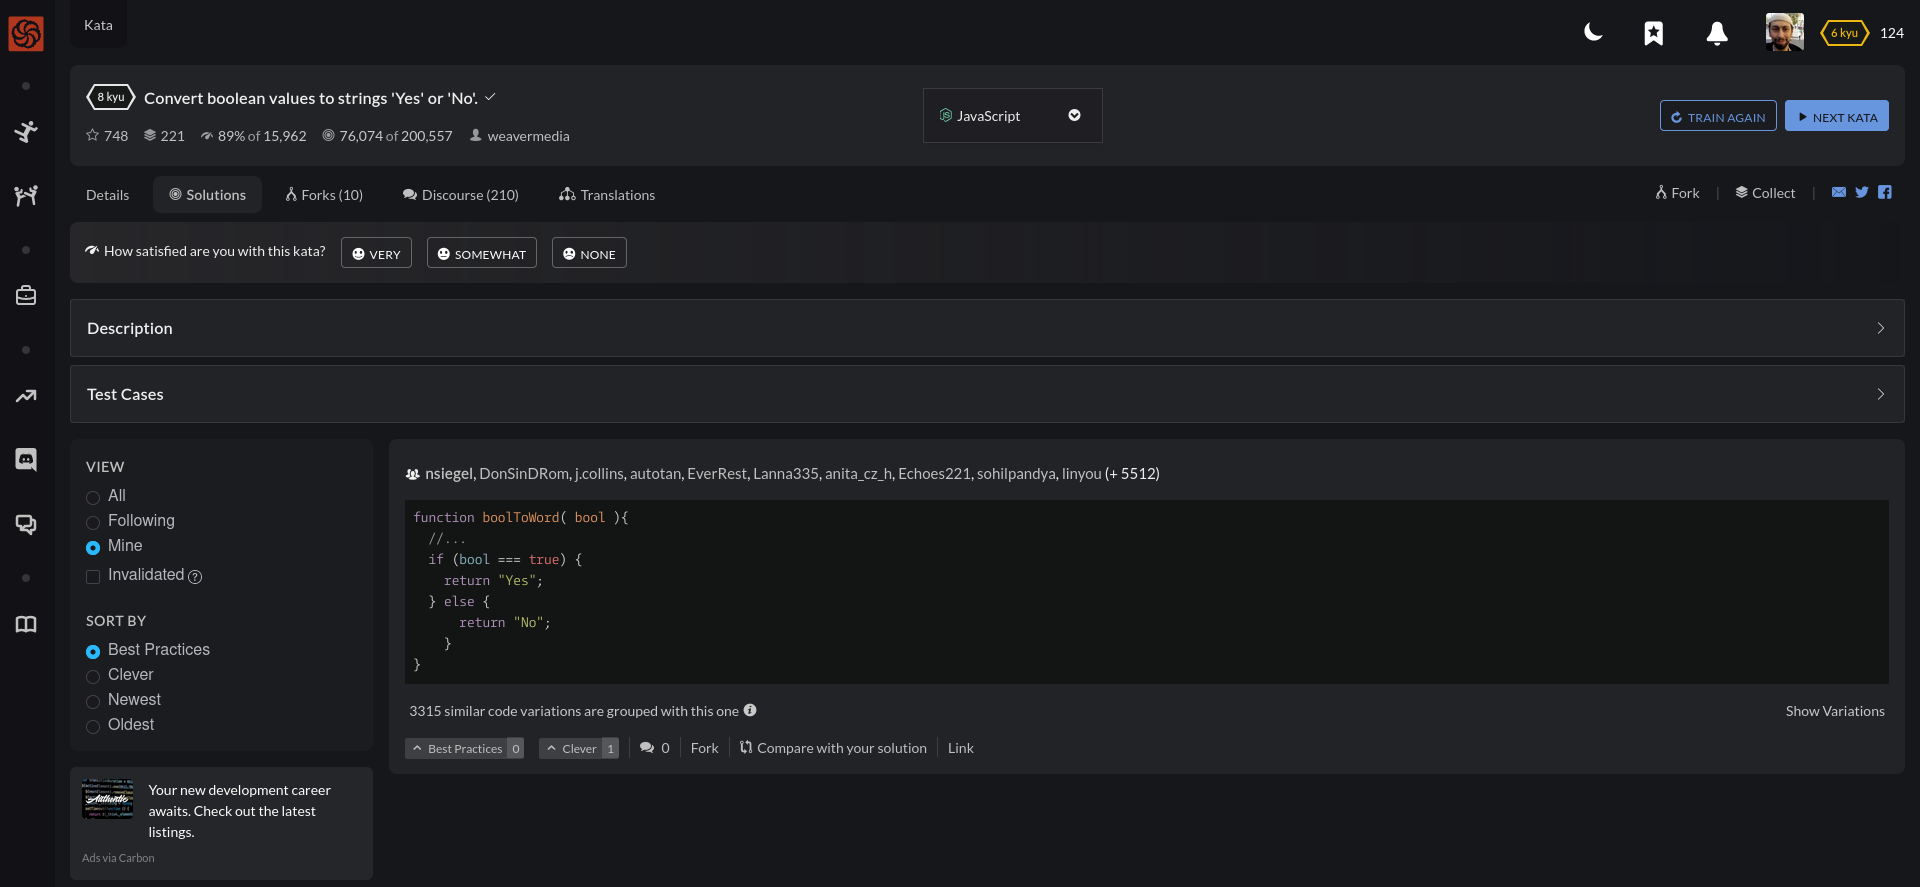 Kata
6 kyu 124
8 kyu Convert boolean values to strings 'Yes' or 'No'.
748 221 89% of 15,962 76,074 of 200,557 weavermedia
JavaScript
TRAIN AGAIN NEXT KATA
Details Solutions Forks (10) Discourse (210) Translations
Fork | Collect |
How satisfied are you with this kata? VERY SOMEWHAT NONE
Description
Test Cases
VIEW
All
Following
Mine
Invalidated ?
SORT BY
Best Practices
Clever
Newest
Oldest
Authentic
Your new development career
awaits. Check out the latest
listings.
Ads via Carbon
nsiegel, DonSinDRom, j.collins, autotan, EverRest, Lanna335, anita_cz_h, Echoes221, sohilpandya, linyou (+ 5512)
function boolToWord( bool ){
  //...
  if (bool === true) {
    return "Yes";
  } else {
      return "No";
    }
}
3315 similar code variations are grouped with this one
Show Variations
Best Practices 0 Clever 1 0 Fork Compare with your solution Link